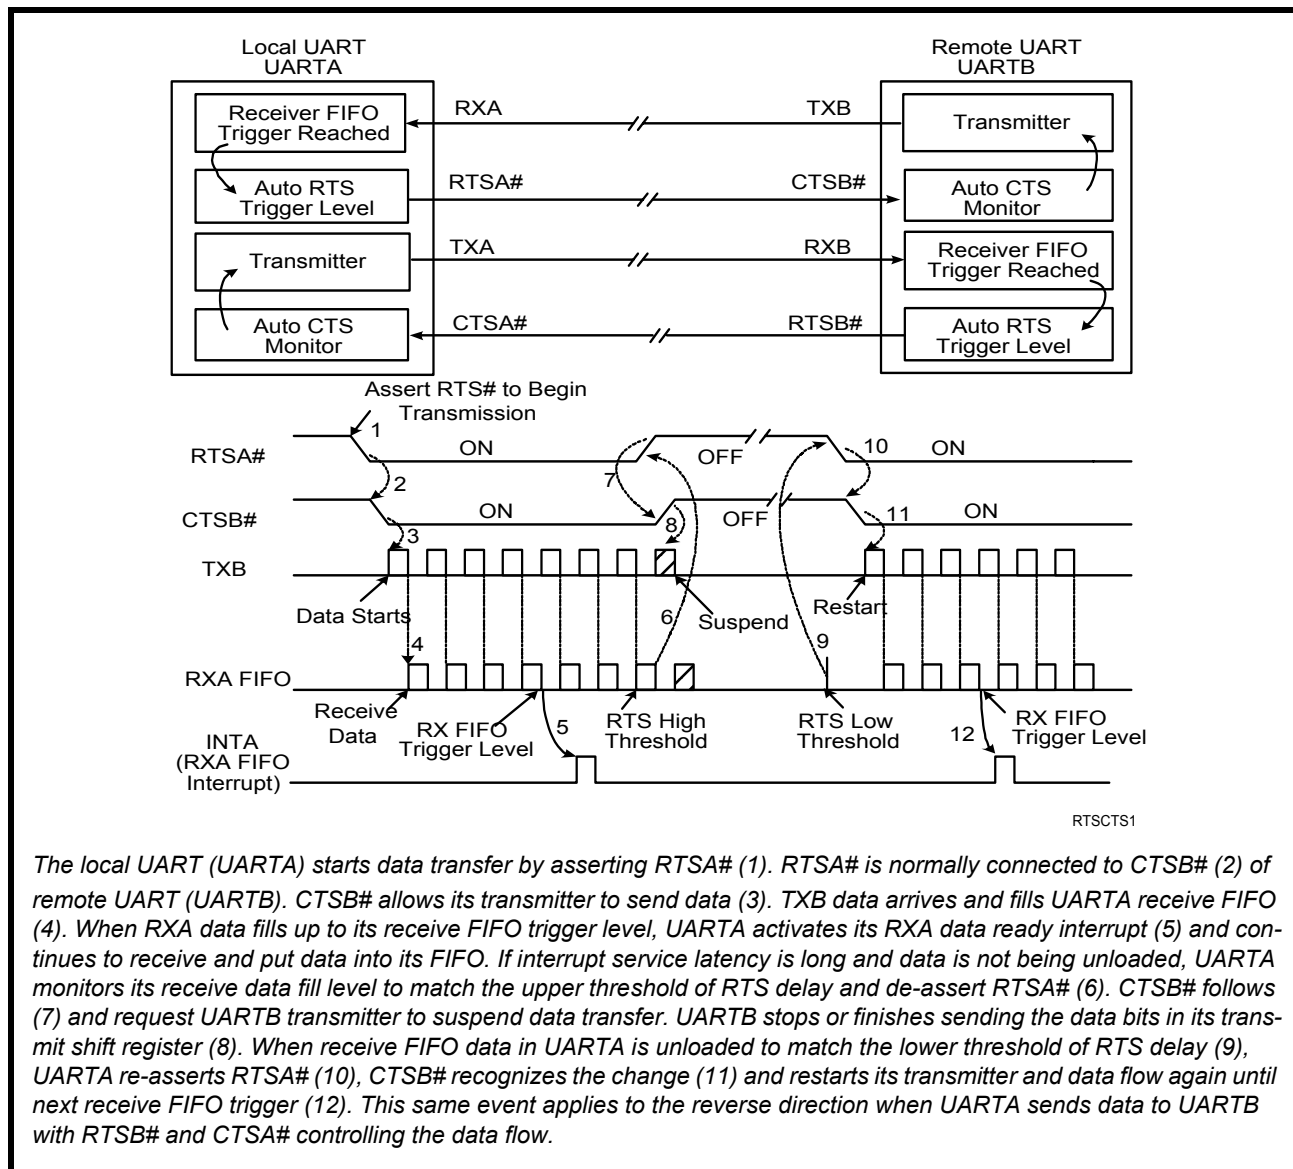 Local UART
UARTA
Remote UART
UARTB
Receiver FIFO
Trigger Reached
RXA
TXB
Transmitter
Auto RTS
Trigger Level
RTSA#
CTSB#
Auto CTS
Monitor
Transmitter
TXA
RXB
Receiver FIFO
Trigger Reached
Auto CTS
Monitor
CTSA#
RTSB#
Auto RTS
Trigger Level
Assert RTS# to Begin
Transmission
1
RTSA#
ON
7
OFF
10
ON
2
CTSB#
ON
8
OFF
11
ON
3
TXB
Data Starts
6
Suspend
Restart
4
9
RXA FIFO
Receive
Data
RX FIFO
Trigger Level
5
RTS High
Threshold
RTS Low
Threshold
12
RX FIFO
Trigger Level
INTA
(RXA FIFO
Interrupt)
RTSCTS1
The local UART (UARTA) starts data transfer by asserting RTSA# (1). RTSA# is normally connected to CTSB# (2) of
remote UART (UARTB). CTSB# allows its transmitter to send data (3). TXB data arrives and fills UARTA receive FIFO
(4). When RXA data fills up to its receive FIFO trigger level, UARTA activates its RXA data ready interrupt (5) and con-
tinues to receive and put data into its FIFO. If interrupt service latency is long and data is not being unloaded, UARTA
monitors its receive data fill level to match the upper threshold of RTS delay and de-assert RTSA# (6). CTSB# follows
(7) and request UARTB transmitter to suspend data transfer. UARTB stops or finishes sending the data bits in its trans-
mit shift register (8). When receive FIFO data in UARTA is unloaded to match the lower threshold of RTS delay (9),
UARTA re-asserts RTSA# (10), CTSB# recognizes the change (11) and restarts its transmitter and data flow again until
next receive FIFO trigger (12). This same event applies to the reverse direction when UARTA sends data to UARTB
with RTSB# and CTSA# controlling the data flow.